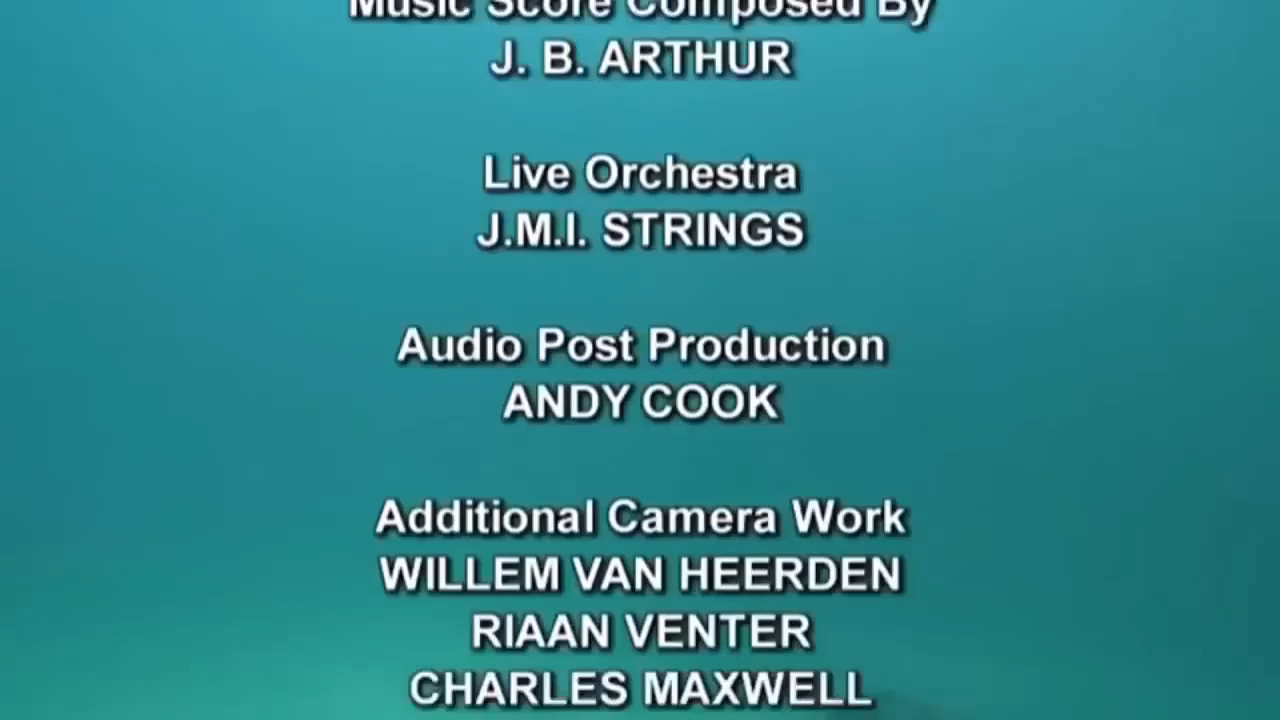 Music Score Composed By
J. B. ARTHUR
Live Orchestra
J.M.I. STRINGS
Audio Post Production
ANDY COOK
Additional Camera Work
WILLEM VAN HEERDEN
RIAAN VENTER
CHARLES MAXWELL